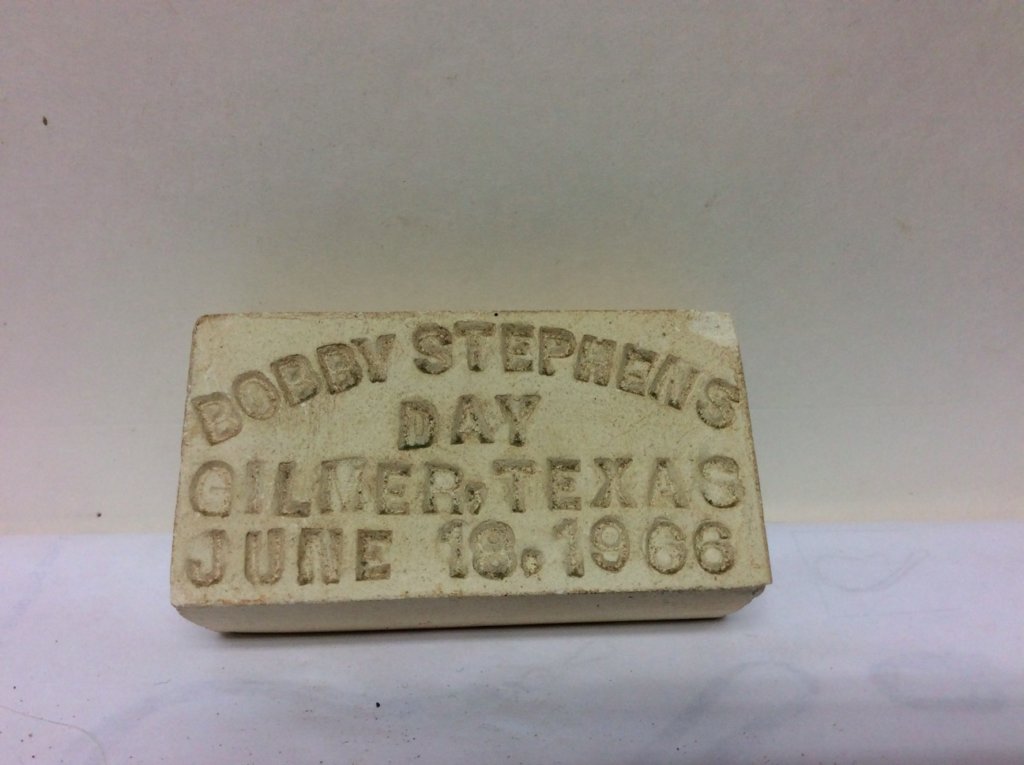 BOBBY STEPHENS
DAY
GILMER, TEXAS
JUNE 18. 1966